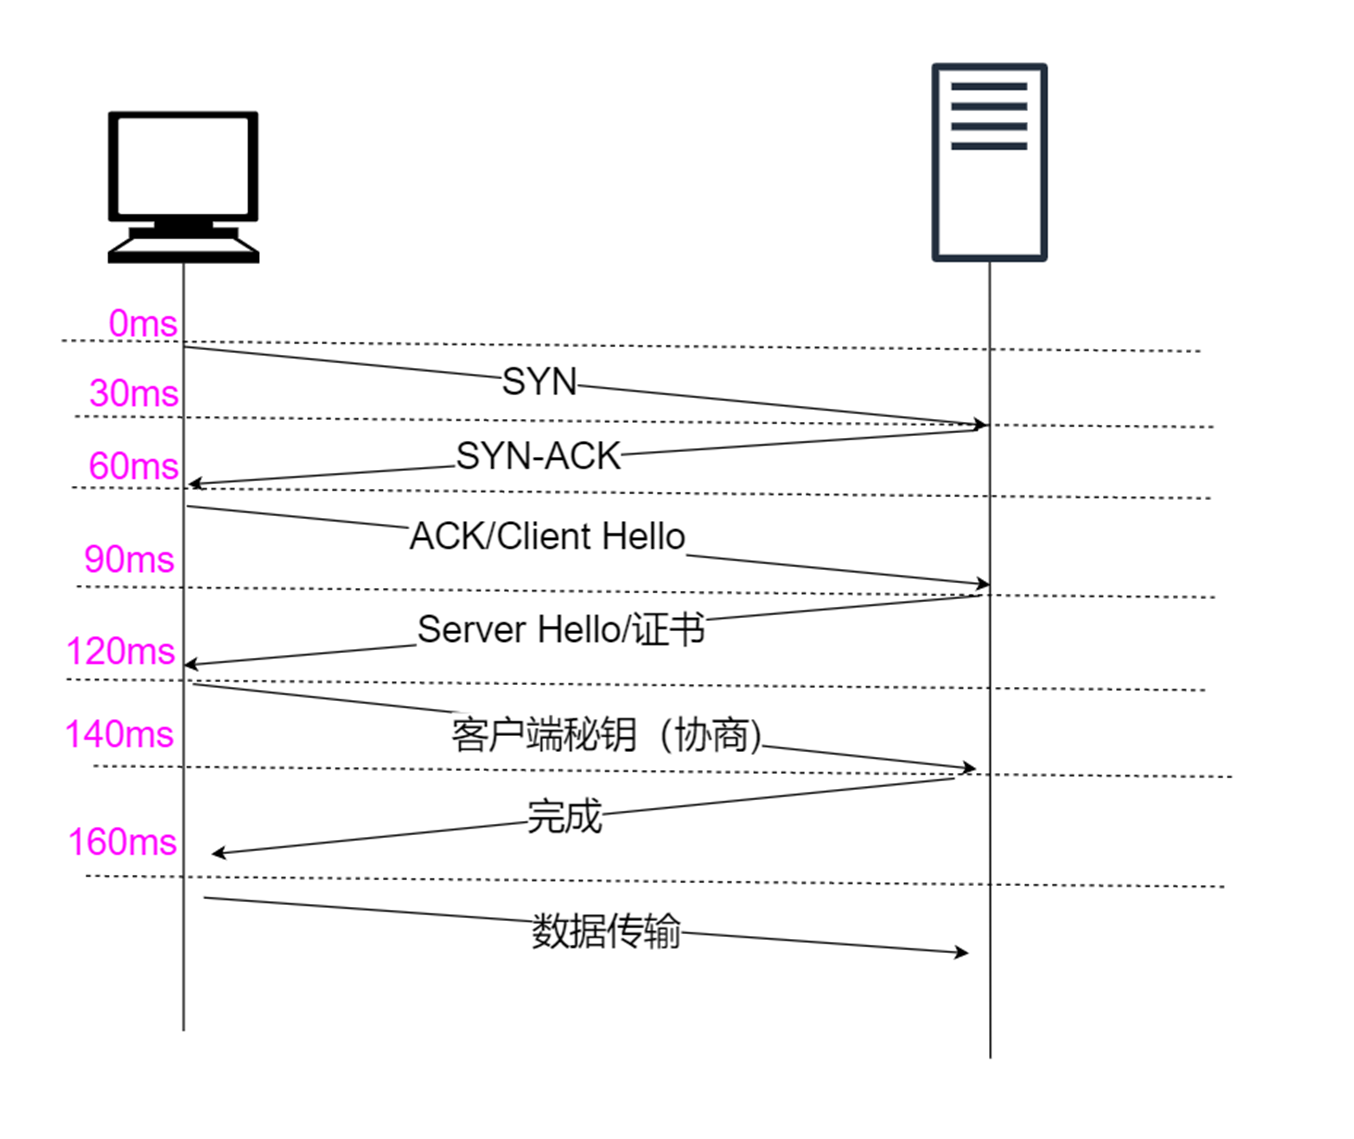 0ms
SYN
30ms
SYN-ACK
60ms
ACK/Client Hello
90ms
Server Hello/证书
120ms
客户端秘钥（协商)
140ms
完成
160ms
数据传输